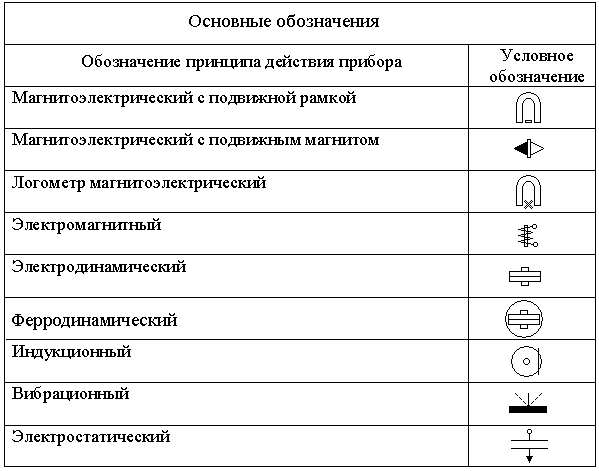 Основные обозначения
Обозначение принципа действия прибора
Условное
обозначение
Магнитоэлектрический с подвижной рамкой
Магнитоэлектрический с подвижным магнитом
Логометр магнитоэлектрический
Электромагнитный
Электродинамический
Ферродинамический
Индукционный
Вибрационный
Электростатический